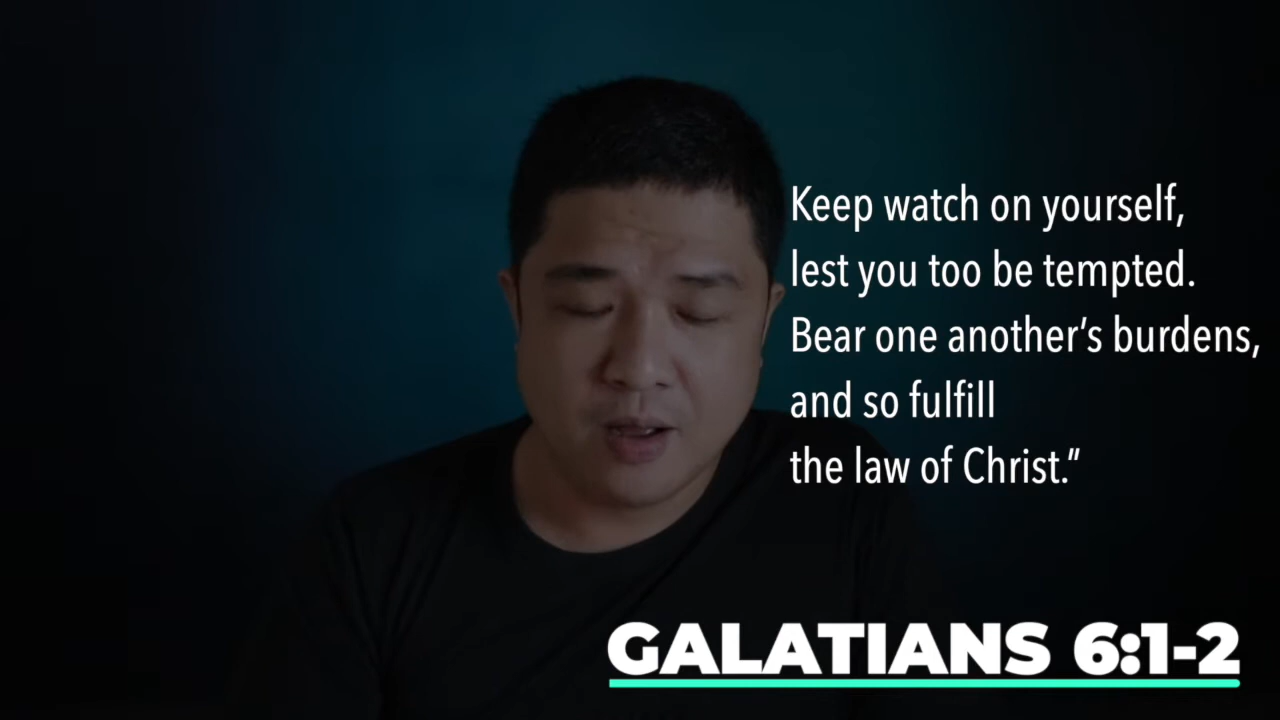 Keep watch on yourself,
lest you too be tempted.
Bear one another’s burdens,
and so fulfill
the law of Christ.”
GALATIANS 6:1-2